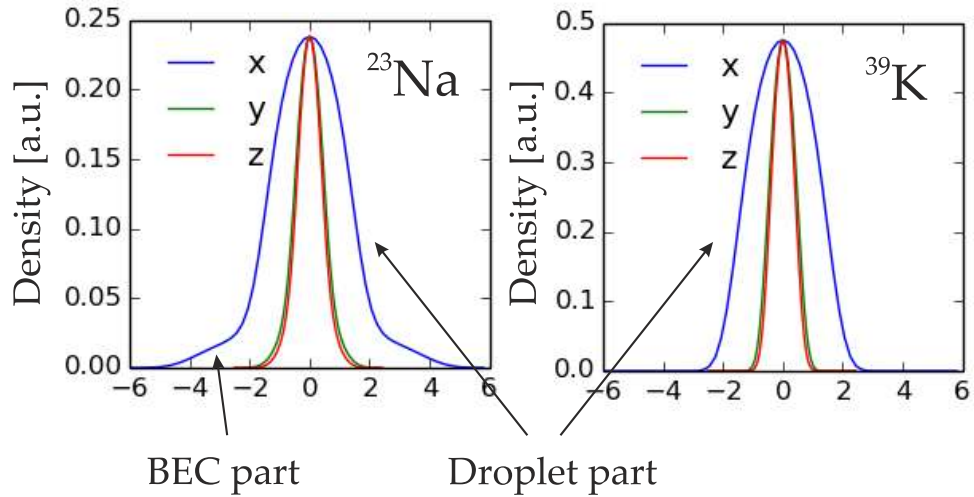 0.25
0.20
0.15
0.10
0.05
0.00
Density [a.u.]
x
y
z
²³Na
−6 −4 −2 0 2 4 6
0.5
0.4
0.3
0.2
0.1
0.0
Density [a.u.]
x
y
z
³⁹K
−6 −4 −2 0 2 4 6
BEC part
Droplet part